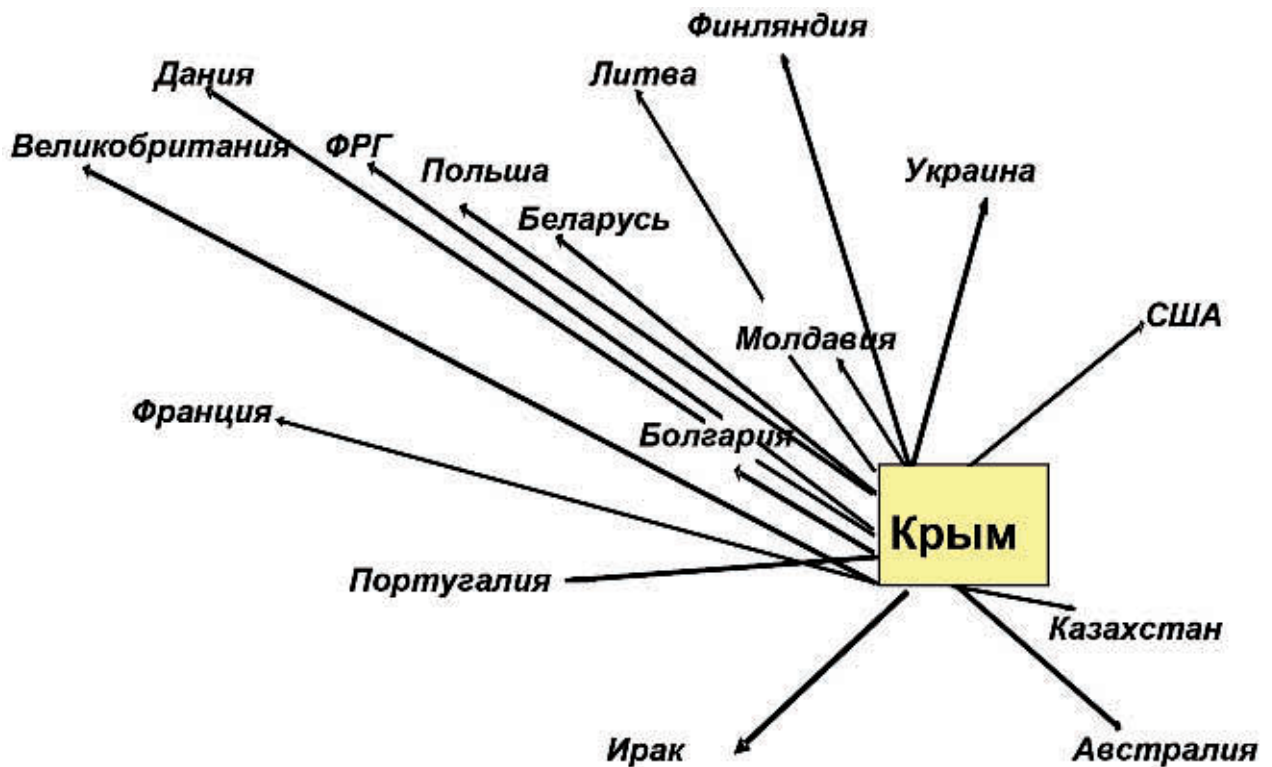 Финляндия
Дания
Литва
Великобритания
ФРГ
Польша
Украина
Беларусь
США
Молдавия
Франция
Болгария
Крым
Португалия
Казахстан
Ирак
Австралия